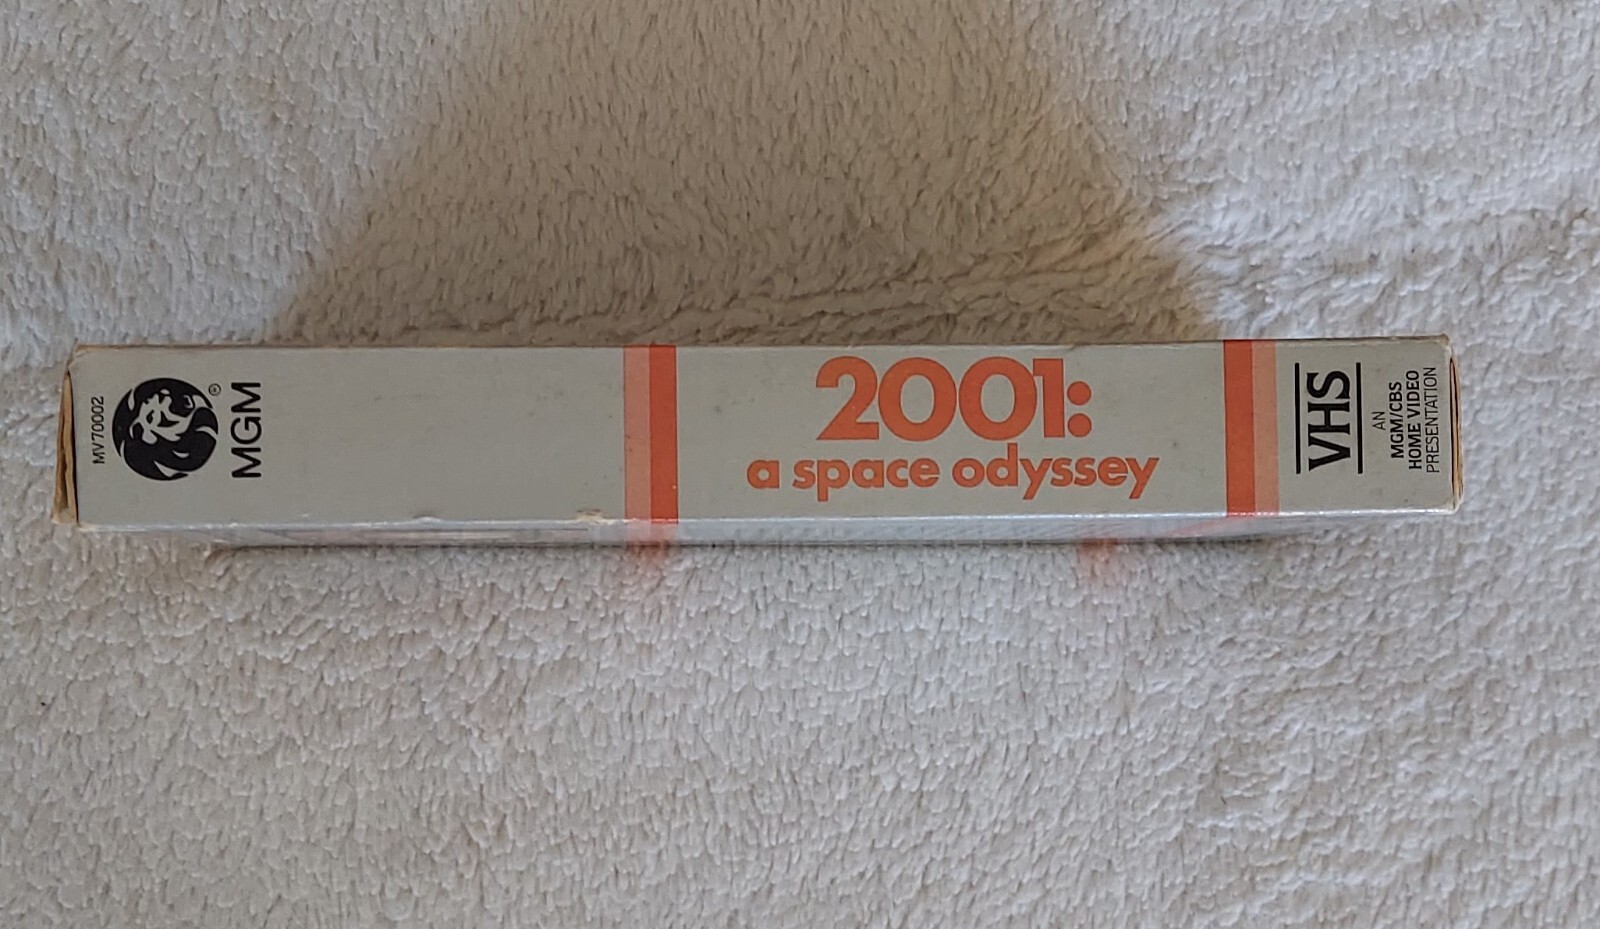 MV70002
®
MGM
2001:
a space odyssey
VHS
AN
MGM/CBS
HOME VIDEO
PRESENTATION